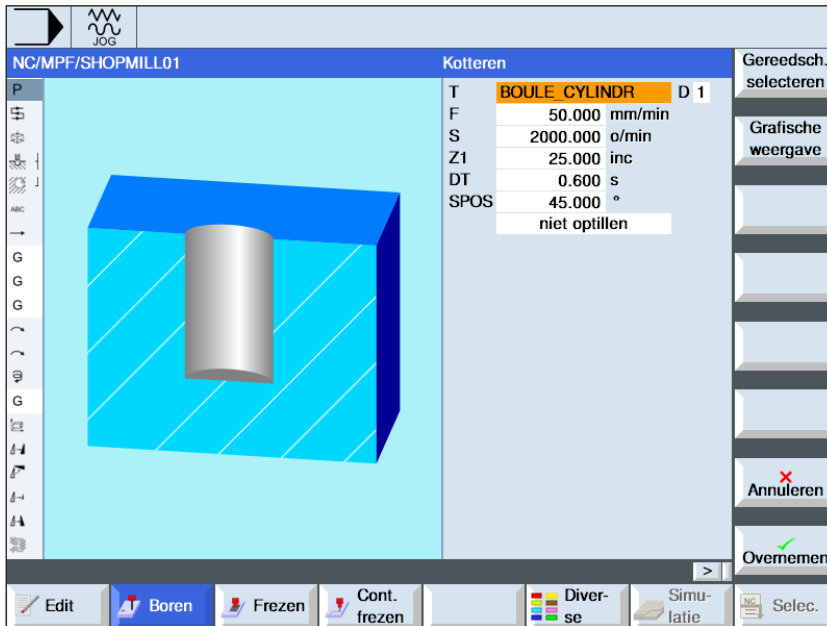 JOG
NC/MPF/SHOPMILL01
Kotteren
T BOULE_CYLINDR D 1
F 50.000 mm/min
S 2000.000 o/min
Z1 25.000 inc
DT 0.600 s
SPOS 45.000 °
niet optillen
P
ABC
G
G
G
G
Gereedsch.
selecteren
Grafische
weergave
Annuleren
Overnemen
>
Edit
Boren
Frezen
Cont.
frezen
Diver-
se
Simu-
latie
NC
Selec.